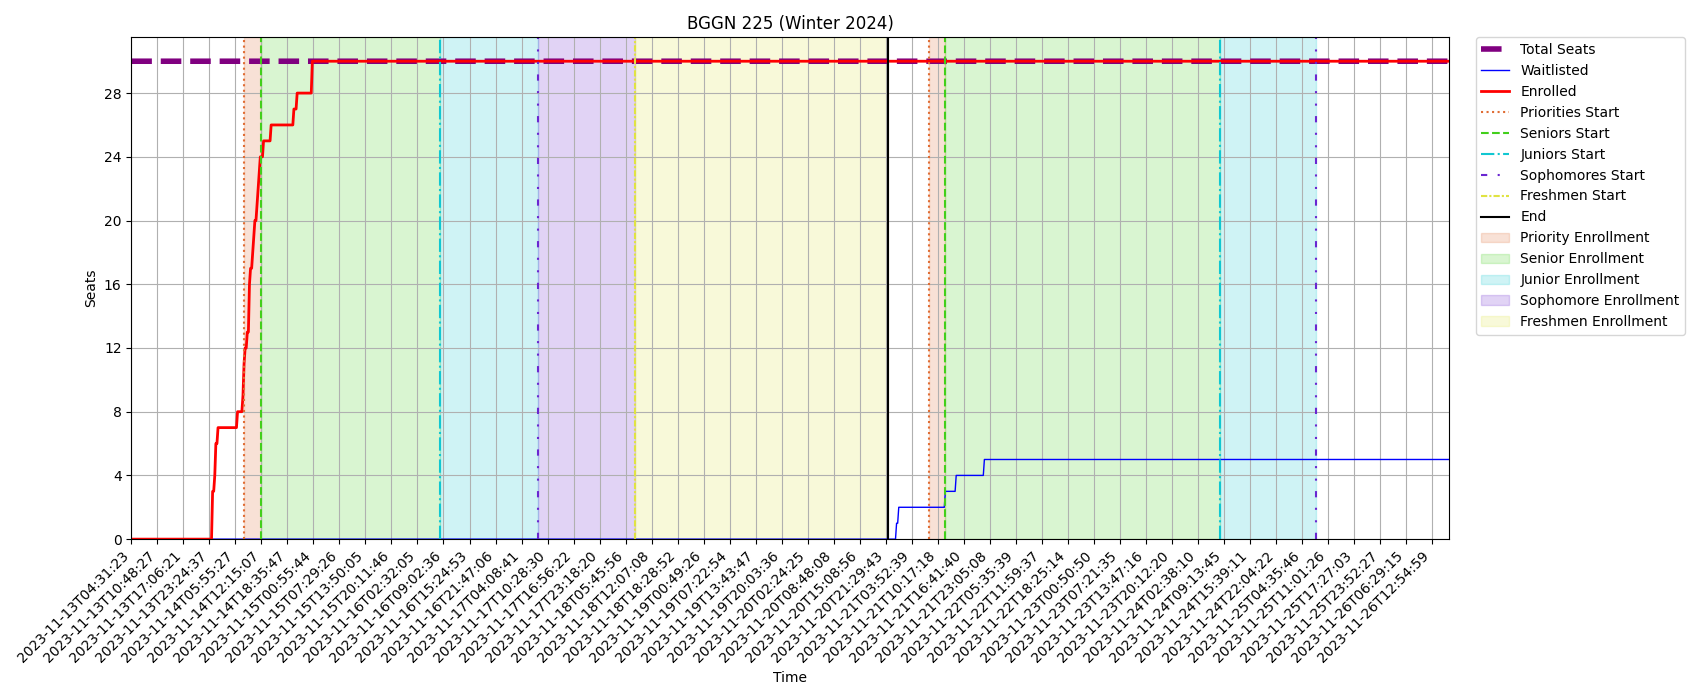 BGGN 225 (Winter 2024)
Seats
28
24
20
16
12
8
4
0
2023-11-13T04:31:23
2023-11-13T10:48:27
2023-11-13T17:06:21
2023-11-13T23:24:37
2023-11-14T05:55:27
2023-11-14T12:15:07
2023-11-14T18:35:47
2023-11-15T00:55:44
2023-11-15T07:29:26
2023-11-15T13:50:05
2023-11-15T20:11:46
2023-11-16T02:32:05
2023-11-16T09:02:36
2023-11-16T15:24:53
2023-11-16T21:47:06
2023-11-17T04:08:41
2023-11-17T10:28:30
2023-11-17T16:56:22
2023-11-17T23:18:20
2023-11-18T05:45:56
2023-11-18T12:07:08
2023-11-18T18:28:52
2023-11-19T00:49:26
2023-11-19T07:22:54
2023-11-19T13:43:47
2023-11-19T20:03:36
2023-11-20T02:24:25
2023-11-20T08:48:08
2023-11-20T15:08:56
2023-11-20T21:29:43
2023-11-21T03:52:39
2023-11-21T10:17:18
2023-11-21T16:41:40
2023-11-21T23:05:08
2023-11-22T05:35:39
2023-11-22T11:59:37
2023-11-22T18:25:14
2023-11-23T00:50:50
2023-11-23T07:21:35
2023-11-23T13:47:16
2023-11-23T20:12:20
2023-11-24T02:38:10
2023-11-24T09:13:45
2023-11-24T15:39:11
2023-11-24T22:04:22
2023-11-25T04:35:46
2023-11-25T11:01:26
2023-11-25T17:27:03
2023-11-25T23:52:27
2023-11-26T06:29:15
2023-11-26T12:54:59
Time
Total Seats
Waitlisted
Enrolled
Priorities Start
Seniors Start
Juniors Start
Sophomores Start
Freshmen Start
End
Priority Enrollment
Senior Enrollment
Junior Enrollment
Sophomore Enrollment
Freshmen Enrollment